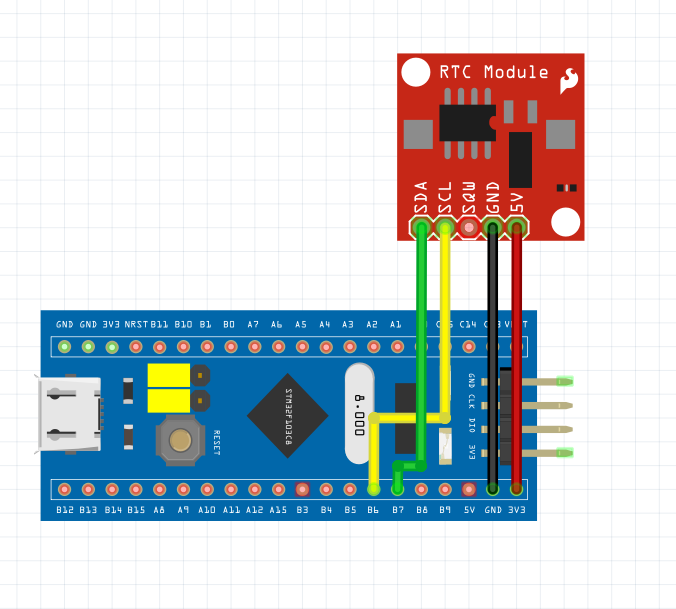 RTC Module
SDA SCL SQW GND 5V
GND GND 3V3 NRST B11 B10 B1 B0 A7 A6 A5 A4 A3 A2 A1 C14
STM32F103C8
8.000
RESET
GND
CLK
DIO
3V3
B12 B13 B14 B15 A8 A9 A10 A11 A12 A15 B3 B4 B5 B6 B7 B8 B9 5V GND 3V3